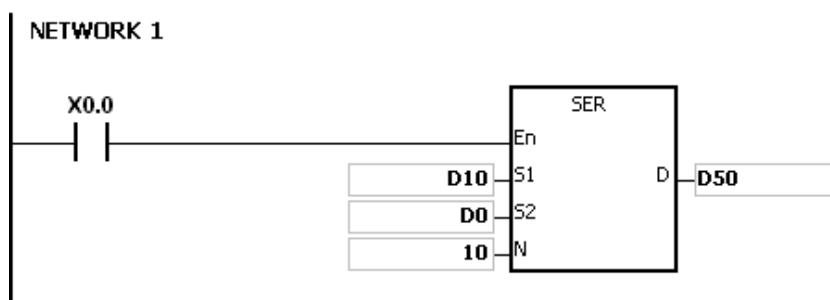 NETWORK 1
X0.0
SER
En
D10 S1 D D50
D0 S2
10 N